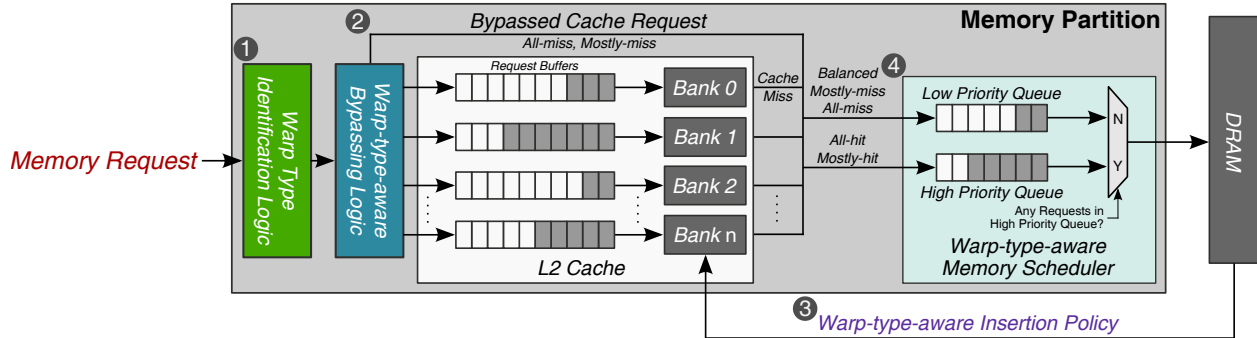 Memory Partition
2
Bypassed Cache Request
All-miss, Mostly-miss
1
Memory Request
Warp Type
Identification Logic
Warp-type-aware
Bypassing Logic
Request Buffers
Bank 0
Bank 1
Bank 2
Bank n
L2 Cache
Cache
Miss
Balanced
Mostly-miss
All-miss
All-hit
Mostly-hit
4
Low Priority Queue
High Priority Queue
N
Y
Any Requests in
High Priority Queue?
Warp-type-aware
Memory Scheduler
DRAM
3
Warp-type-aware Insertion Policy